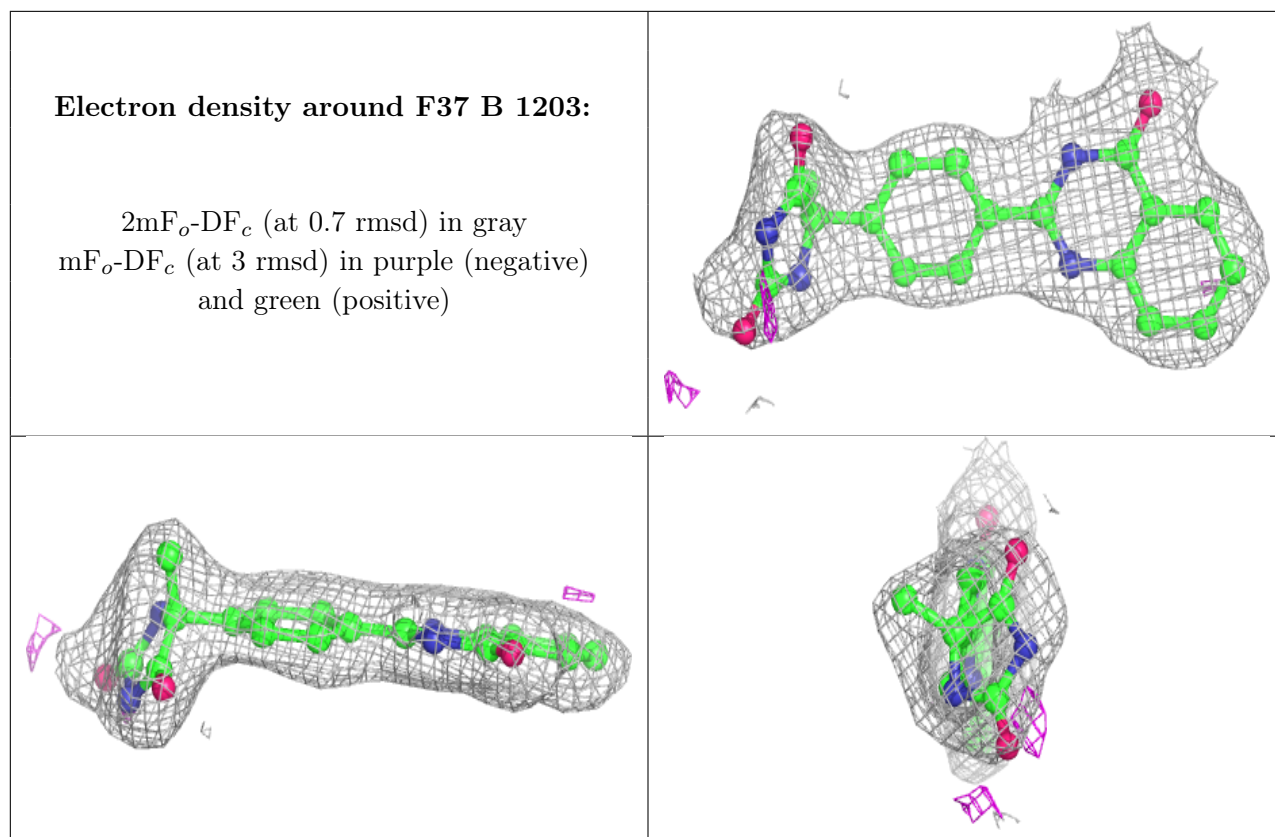 Electron density around F37 B 1203:
2mFo-DFc (at 0.7 rmsd) in gray
mFo-DFc (at 3 rmsd) in purple (negative)
and green (positive)